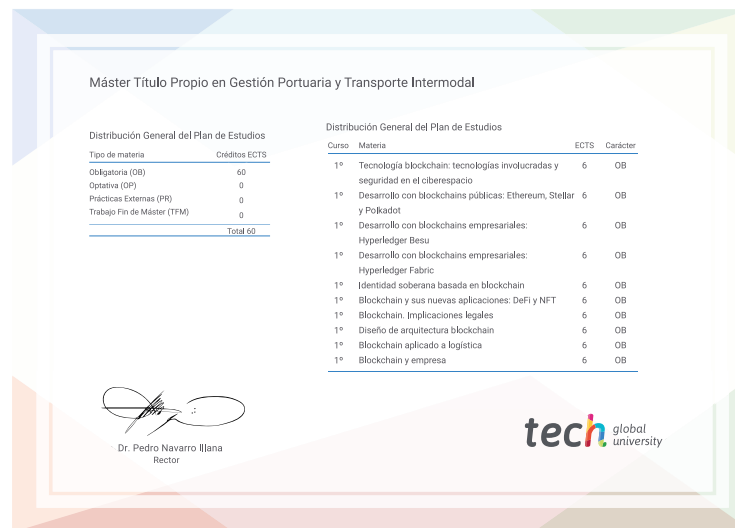 Máster Título Propio en Gestión Portuaria y Transporte Intermodal
Distribución General del Plan de Estudios
Tipo de materia Créditos ECTS
Obligatoria (OB) 60
Optativa (OP) 0
Prácticas Externas (PR) 0
Trabajo Fin de Máster (TFM) 0
Total 60
Distribución General del Plan de Estudios
Curso Materia ECTS Carácter
1º Tecnología blockchain: tecnologías involucradas y 6 OB
seguridad en el ciberespacio
1º Desarrollo con blockchains públicas: Ethereum, Stellar 6 OB
y Polkadot
1º Desarrollo con blockchains empresariales: 6 OB
Hyperledger Besu
1º Desarrollo con blockchains empresariales: 6 OB
Hyperledger Fabric
1º Identidad soberana basada en blockchain 6 OB
1º Blockchain y sus nuevas aplicaciones: DeFi y NFT 6 OB
1º Blockchain. Implicaciones legales 6 OB
1º Diseño de arquitectura blockchain 6 OB
1º Blockchain aplicado a logística 6 OB
1º Blockchain y empresa 6 OB
Dr. Pedro Navarro Illana
Rector
tech global
university